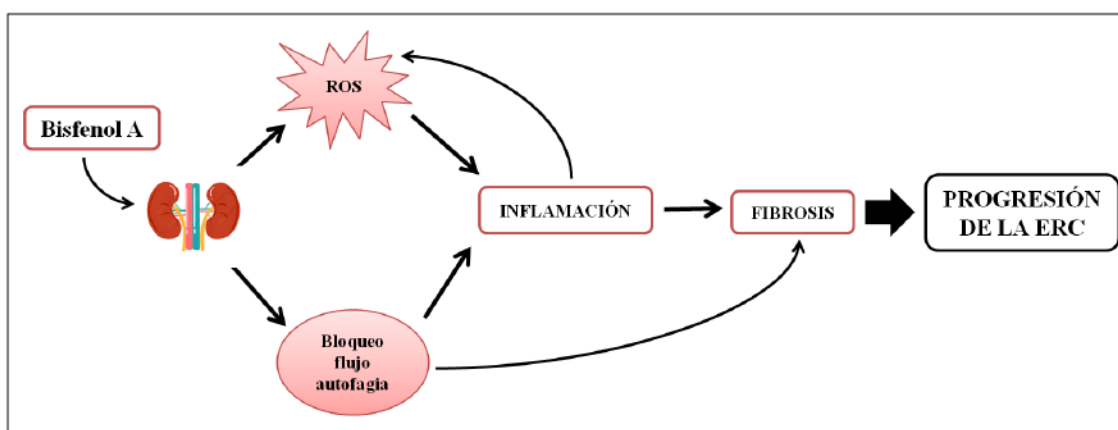 ROS
Bisfenol A
INFLAMACIÓN
FIBROSIS
PROGRESIÓN
DE LA ERC
Bloqueo
flujo
autofagia